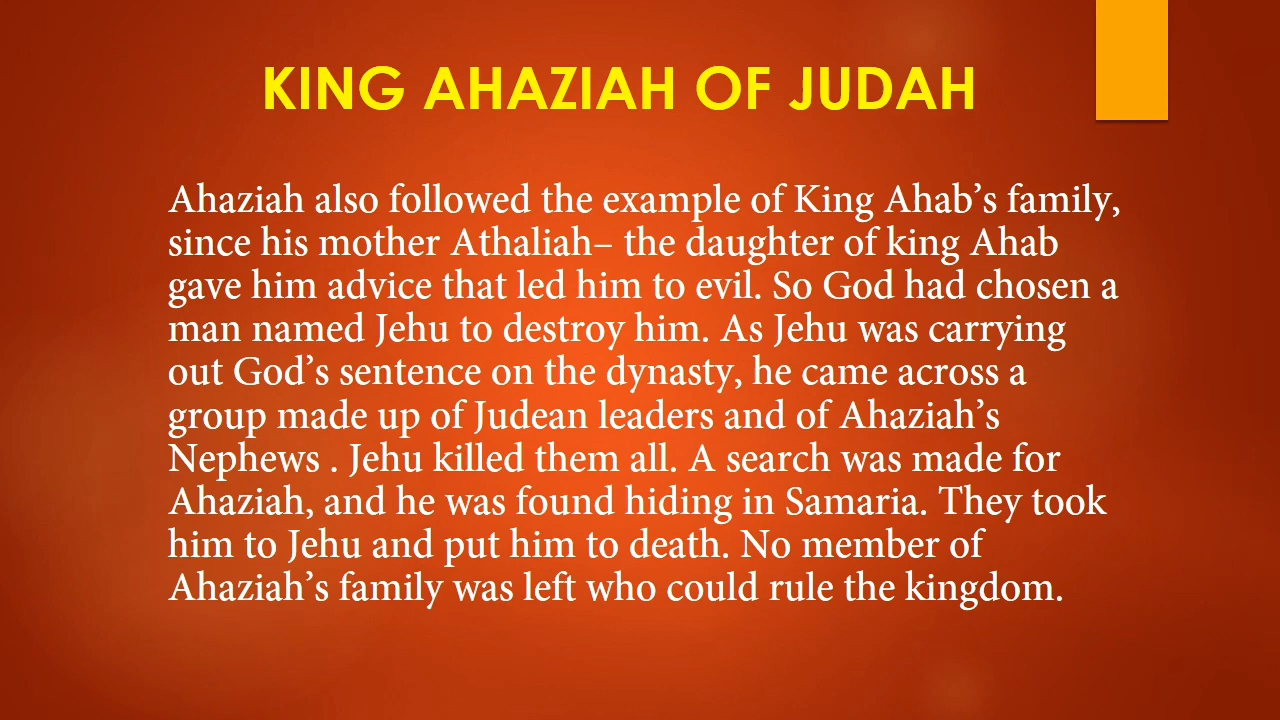 KING AHAZIAH OF JUDAH
Ahaziah also followed the example of King Ahab’s family,
since his mother Athaliah– the daughter of king Ahab
gave him advice that led him to evil. So God had chosen a
man named Jehu to destroy him. As Jehu was carrying
out God’s sentence on the dynasty, he came across a
group made up of Judean leaders and of Ahaziah’s
Nephews . Jehu killed them all. A search was made for
Ahaziah, and he was found hiding in Samaria. They took
him to Jehu and put him to death. No member of
Ahaziah’s family was left who could rule the kingdom.